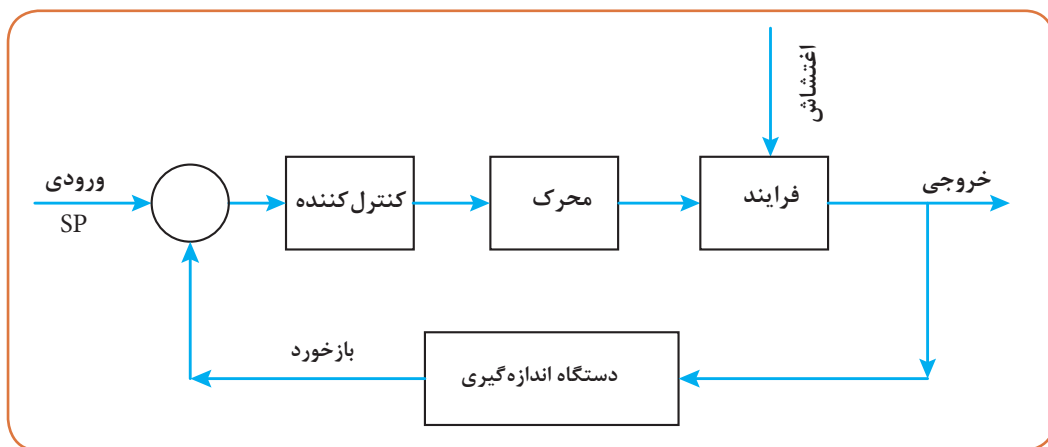 اغتشاش
ورودی
SP
کنترل‌کننده
محرک
فرایند
خروجی
بازخورد
دستگاه اندازه‌گیری